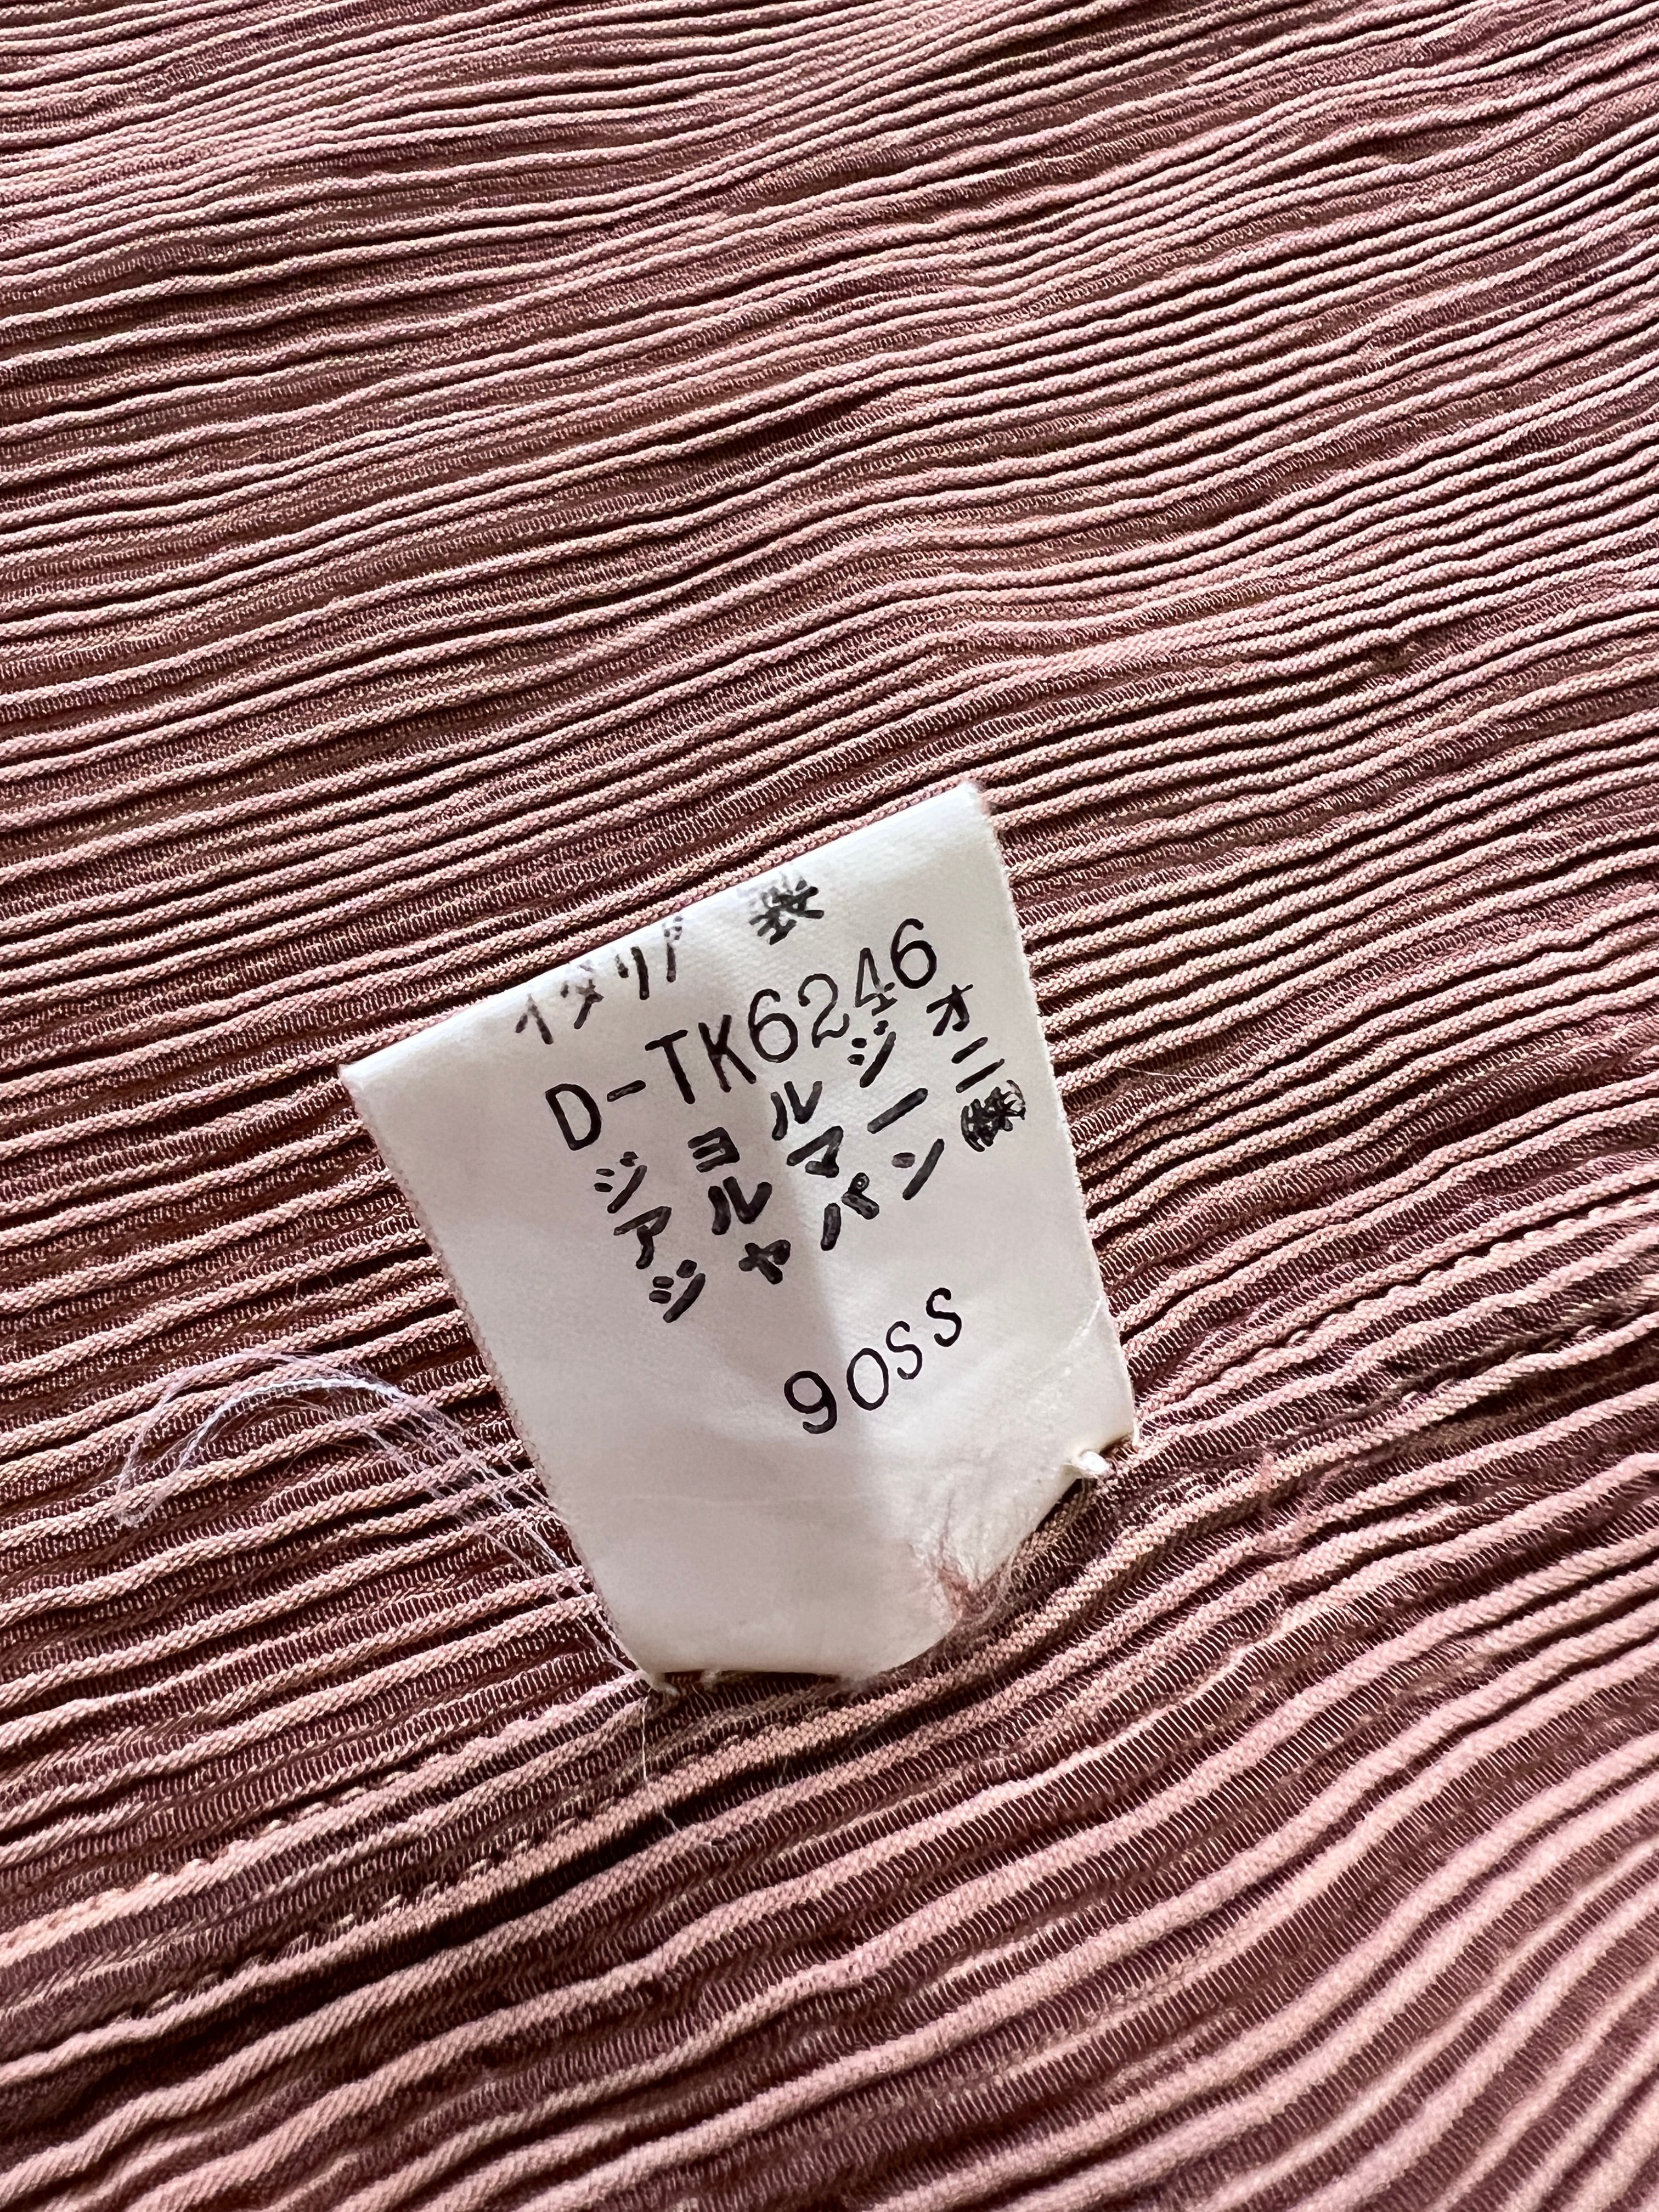 イタリア 製
D-TK6246
ジョルジオ
アルマーニ
ジャパン㈱
90SS